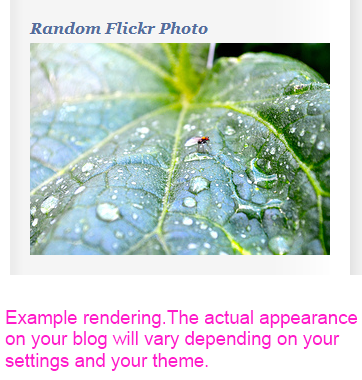 Random Flickr Photo
Example rendering.The actual appearance
on your blog will vary depending on your
settings and your theme.